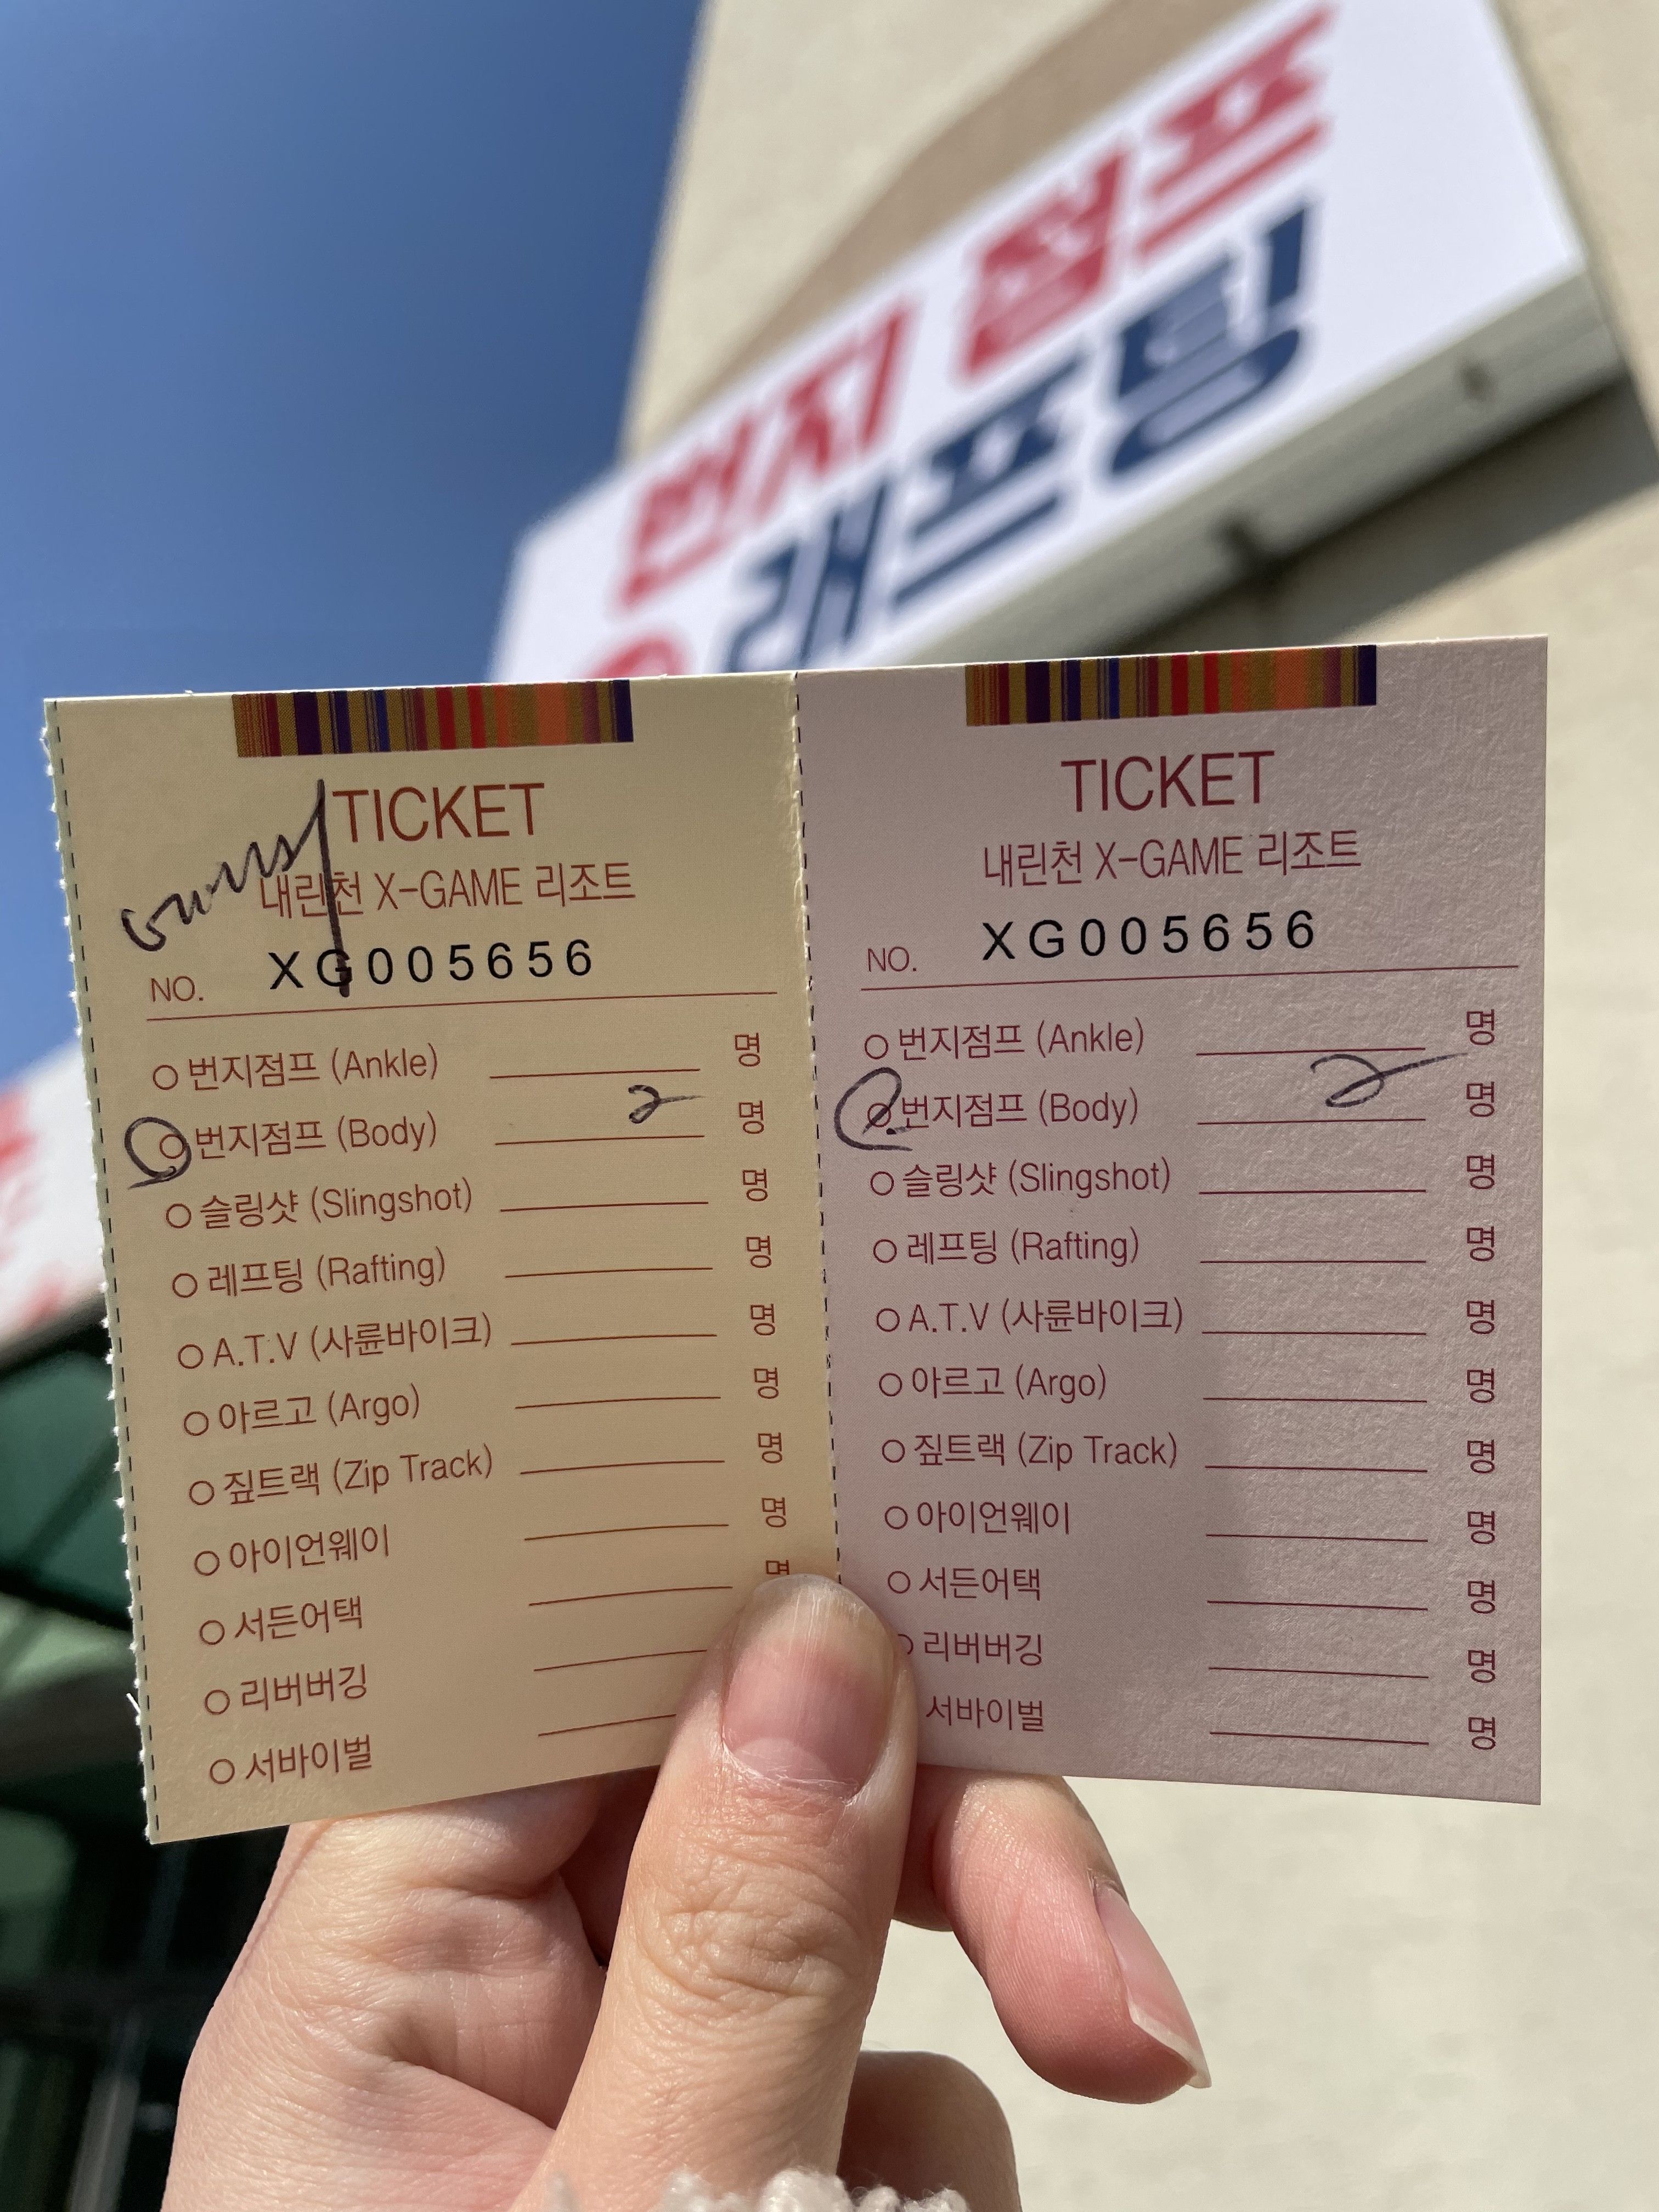 번지 점프
래프팅
TICKET
내린천 X-GAME 리조트
NO. XG005656
○ 번지점프 (Ankle) 명
○ 번지점프 (Body) 2 명
○ 슬링샷 (Slingshot) 명
○ 레프팅 (Rafting) 명
○ A.T.V (사륜바이크) 명
○ 아르고 (Argo) 명
○ 짚트랙 (Zip Track) 명
○ 아이언웨이 명
○ 서든어택 명
○ 리버버깅
○ 서바이벌
TICKET
내린천 X-GAME 리조트
NO. XG005656
○ 번지점프 (Ankle) 명
○ 번지점프 (Body) 2 명
○ 슬링샷 (Slingshot) 명
○ 레프팅 (Rafting) 명
○ A.T.V (사륜바이크) 명
○ 아르고 (Argo) 명
○ 짚트랙 (Zip Track) 명
○ 아이언웨이 명
○ 서든어택 명
○ 리버버깅 명
서바이벌 명